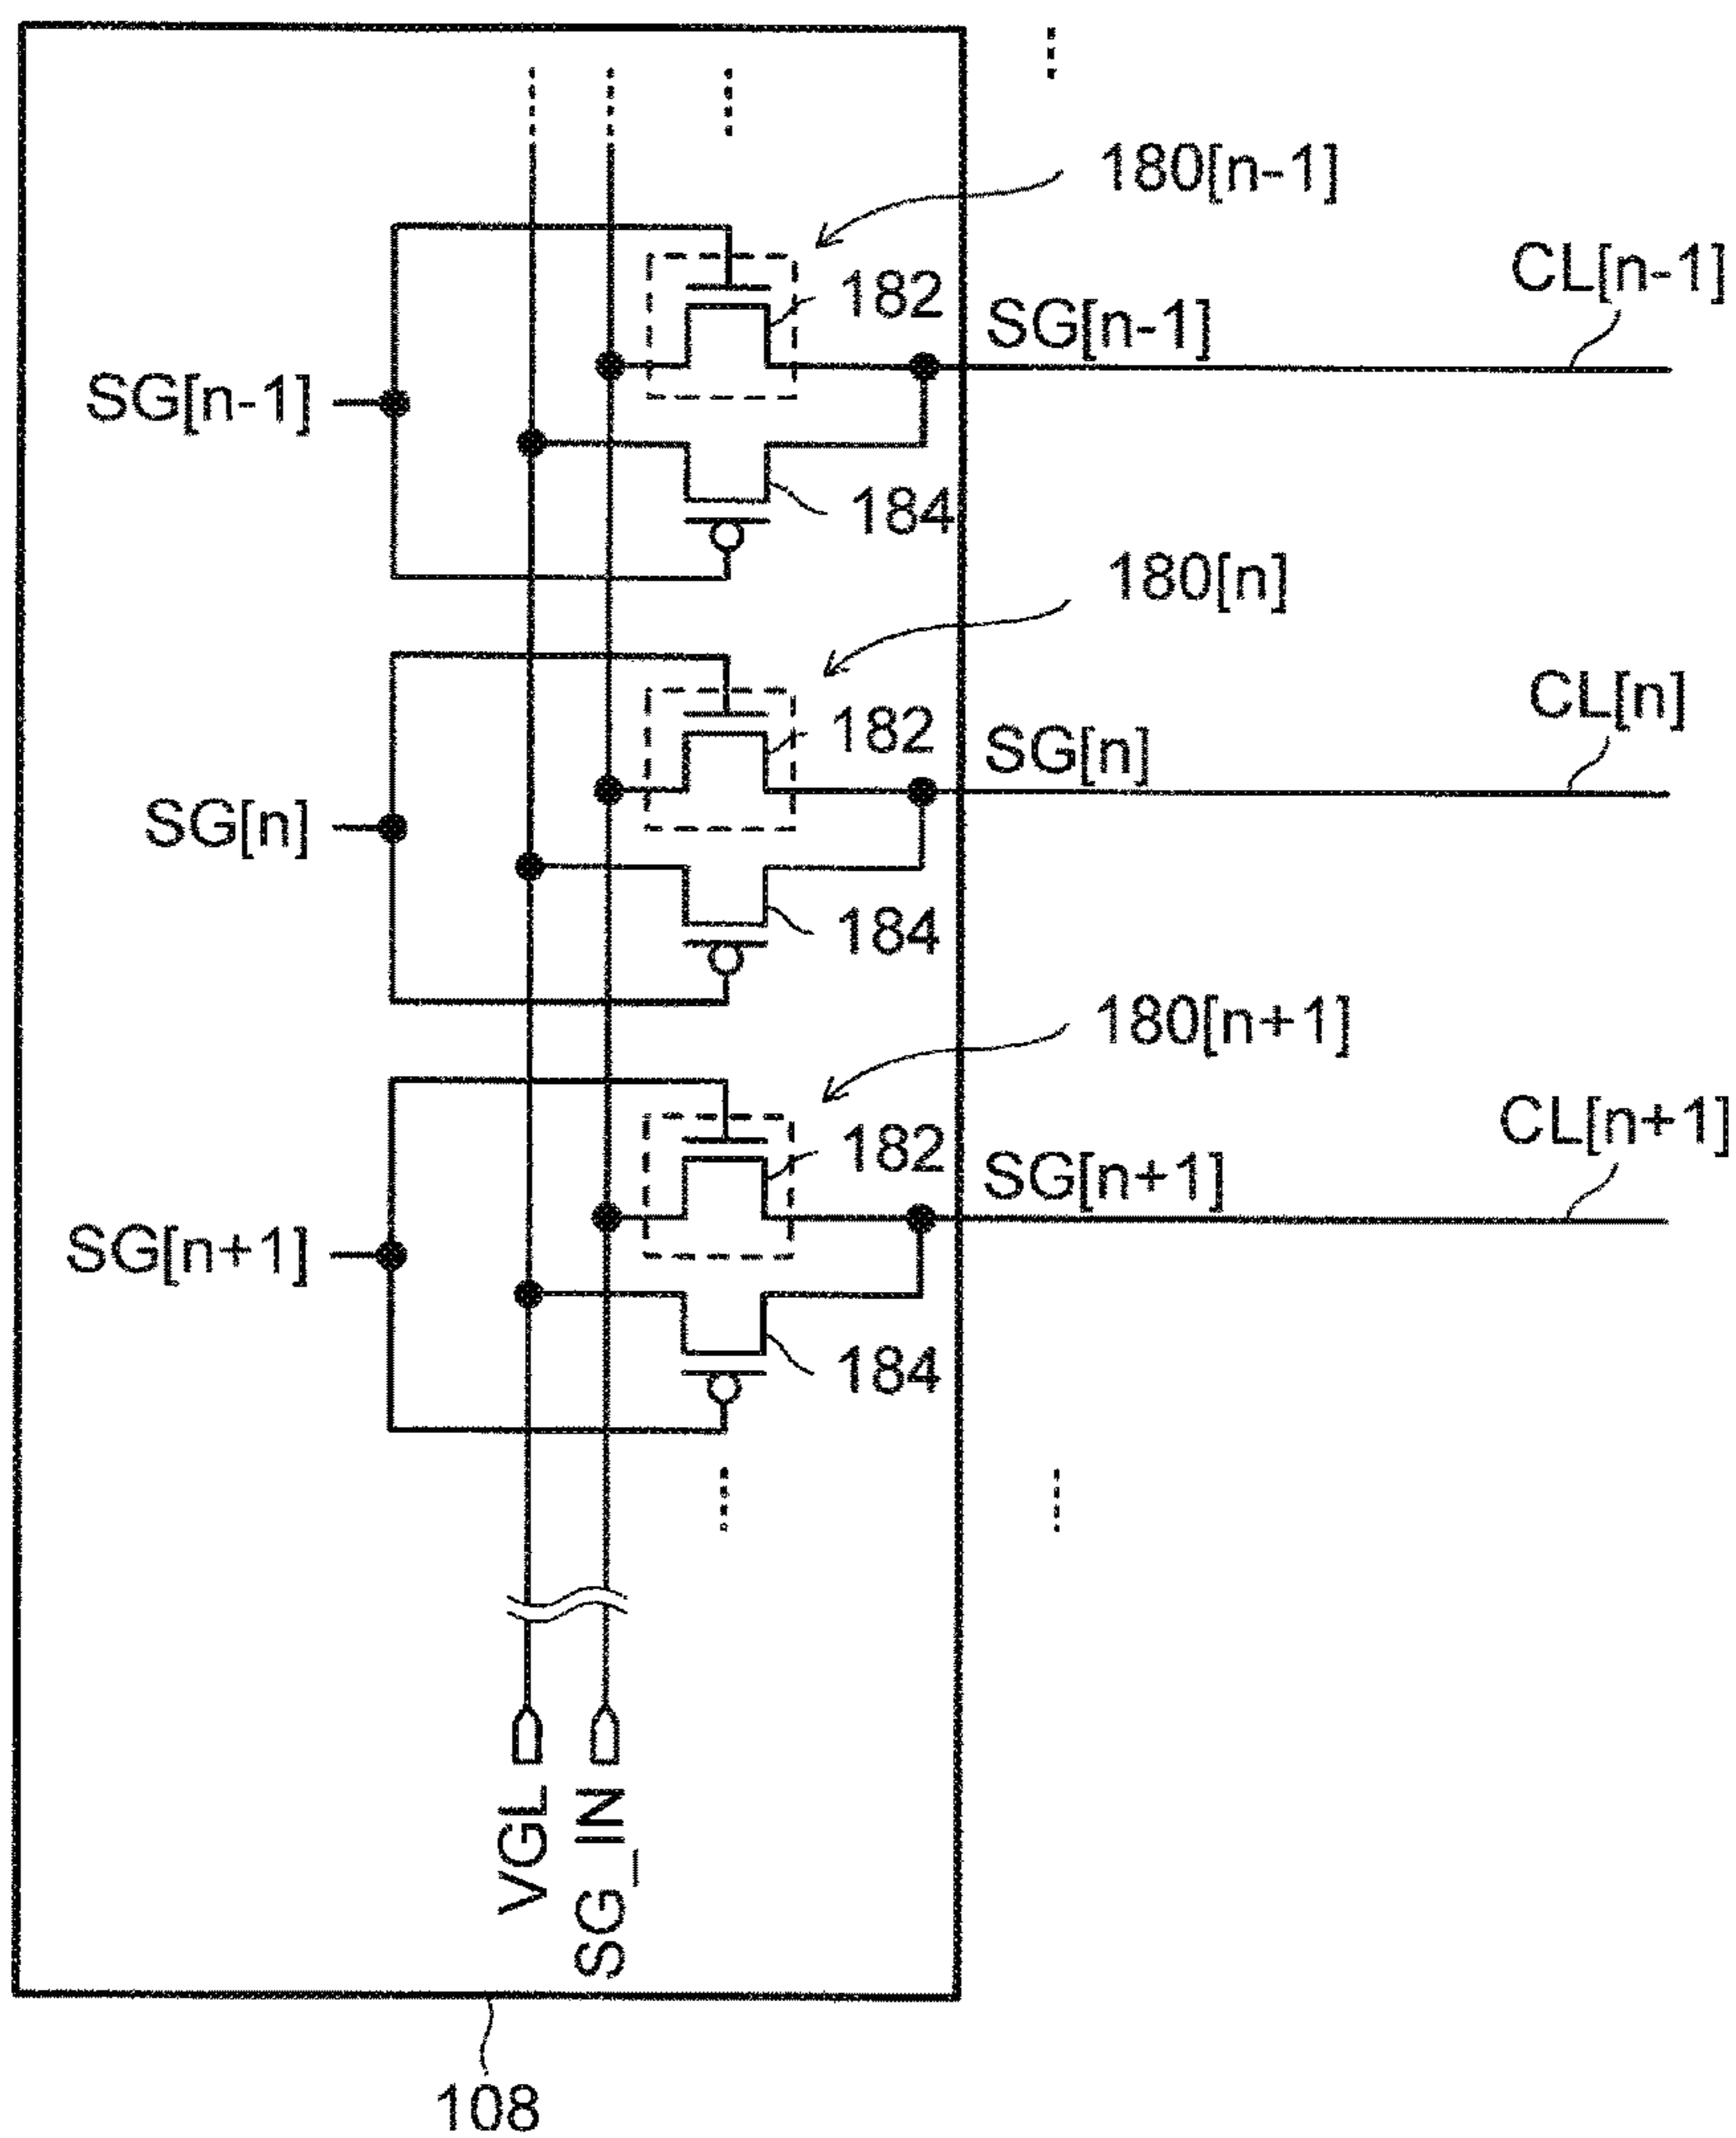 180[n-1]
CL[n-1]
182
SG[n-1]
SG[n-1]
184
180[n]
CL[n]
182
SG[n]
SG[n]
184
180[n+1]
CL[n+1]
182
SG[n+1]
SG[n+1]
184
VGL
SG_IN
108